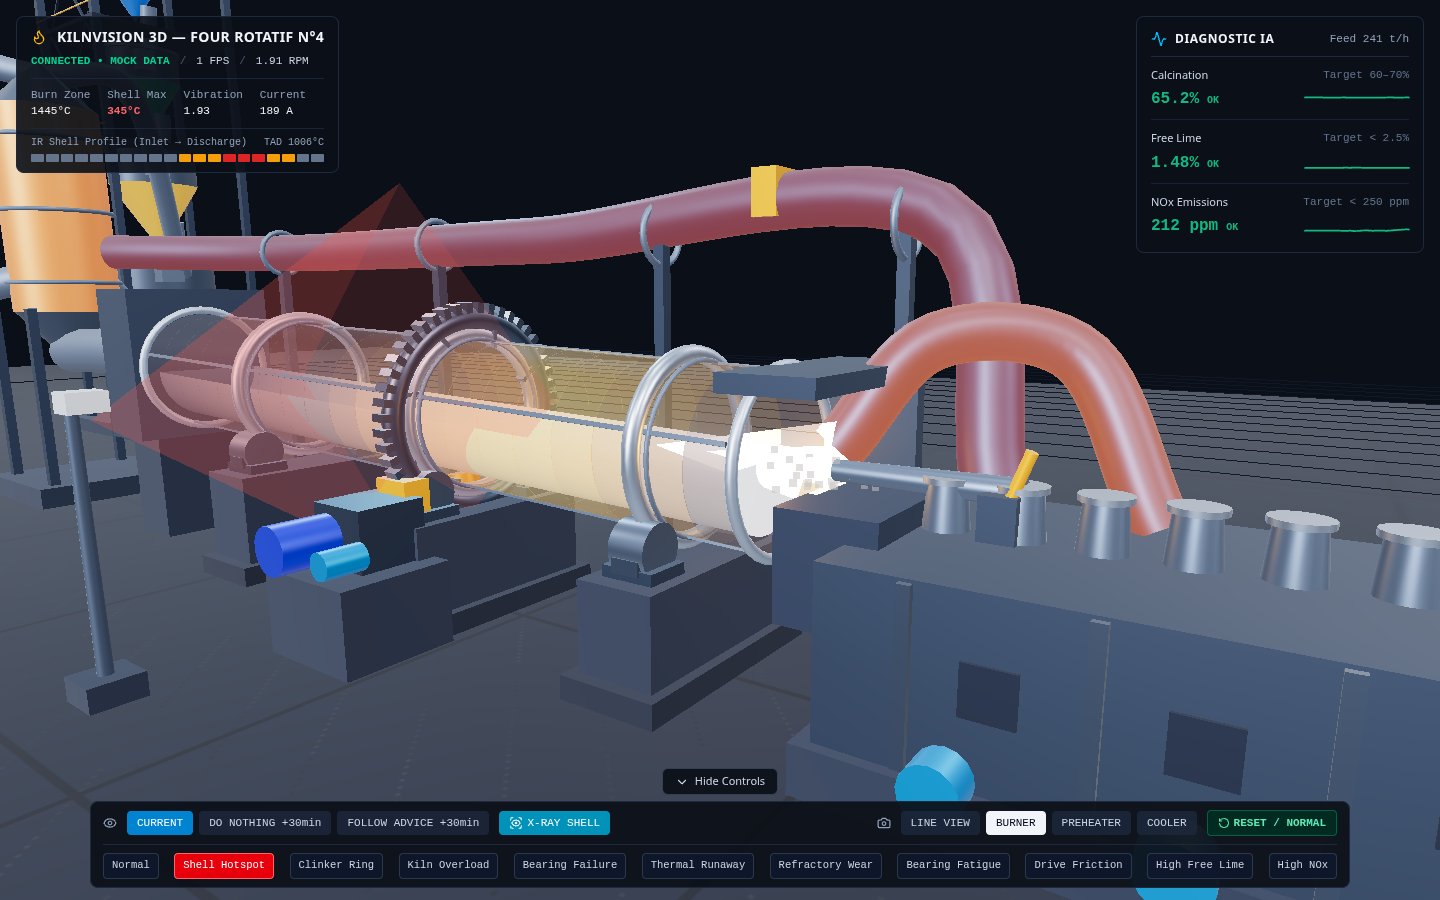 KILNVISION 3D — FOUR ROTATIF N°4
CONNECTED • MOCK DATA / 1 FPS / 1.91 RPM
Burn Zone Shell Max Vibration Current
1445°C 345°C 1.93 189 A
IR Shell Profile (Inlet → Discharge) TAD 1006°C
DIAGNOSTIC IA Feed 241 t/h
Calcination Target 60–70%
65.2% OK
Free Lime Target < 2.5%
1.48% OK
NOx Emissions Target < 250 ppm
212 ppm OK
Hide Controls
CURRENT DO NOTHING +30min FOLLOW ADVICE +30min X-RAY SHELL LINE VIEW BURNER PREHEATER COOLER RESET / NORMAL
Normal Shell Hotspot Clinker Ring Kiln Overload Bearing Failure Thermal Runaway Refractory Wear Bearing Fatigue Drive Friction High Free Lime High NOx